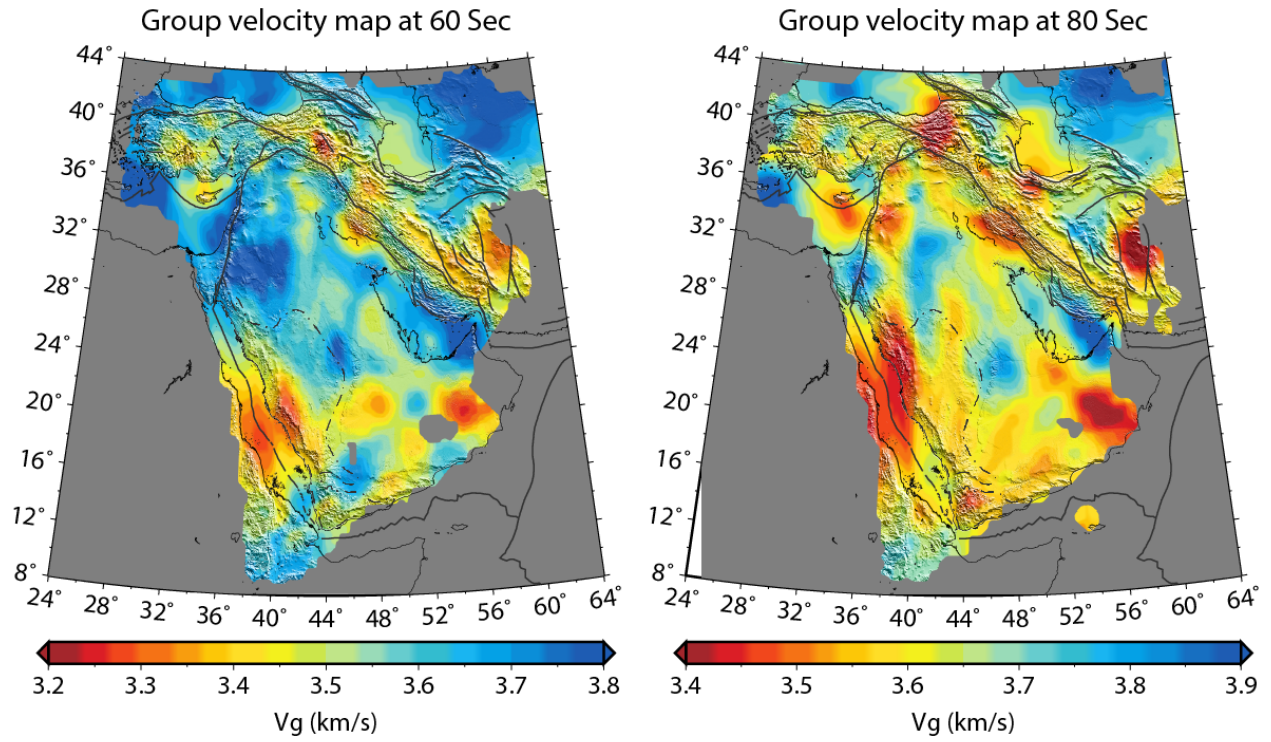 Group velocity map at 60 Sec
44˚
40˚
36˚
32˚
28˚
24˚
20˚
16˚
12˚
8˚
24˚ 28˚ 32˚ 36˚ 40˚ 44˚ 48˚ 52˚ 56˚ 60˚ 64˚
3.2 3.3 3.4 3.5 3.6 3.7 3.8
Vg (km/s)
Group velocity map at 80 Sec
44˚
40˚
36˚
32˚
28˚
24˚
20˚
16˚
12˚
8˚
24˚ 28˚ 32˚ 36˚ 40˚ 44˚ 48˚ 52˚ 56˚ 60˚ 64˚
3.4 3.5 3.6 3.7 3.8 3.9
Vg (km/s)